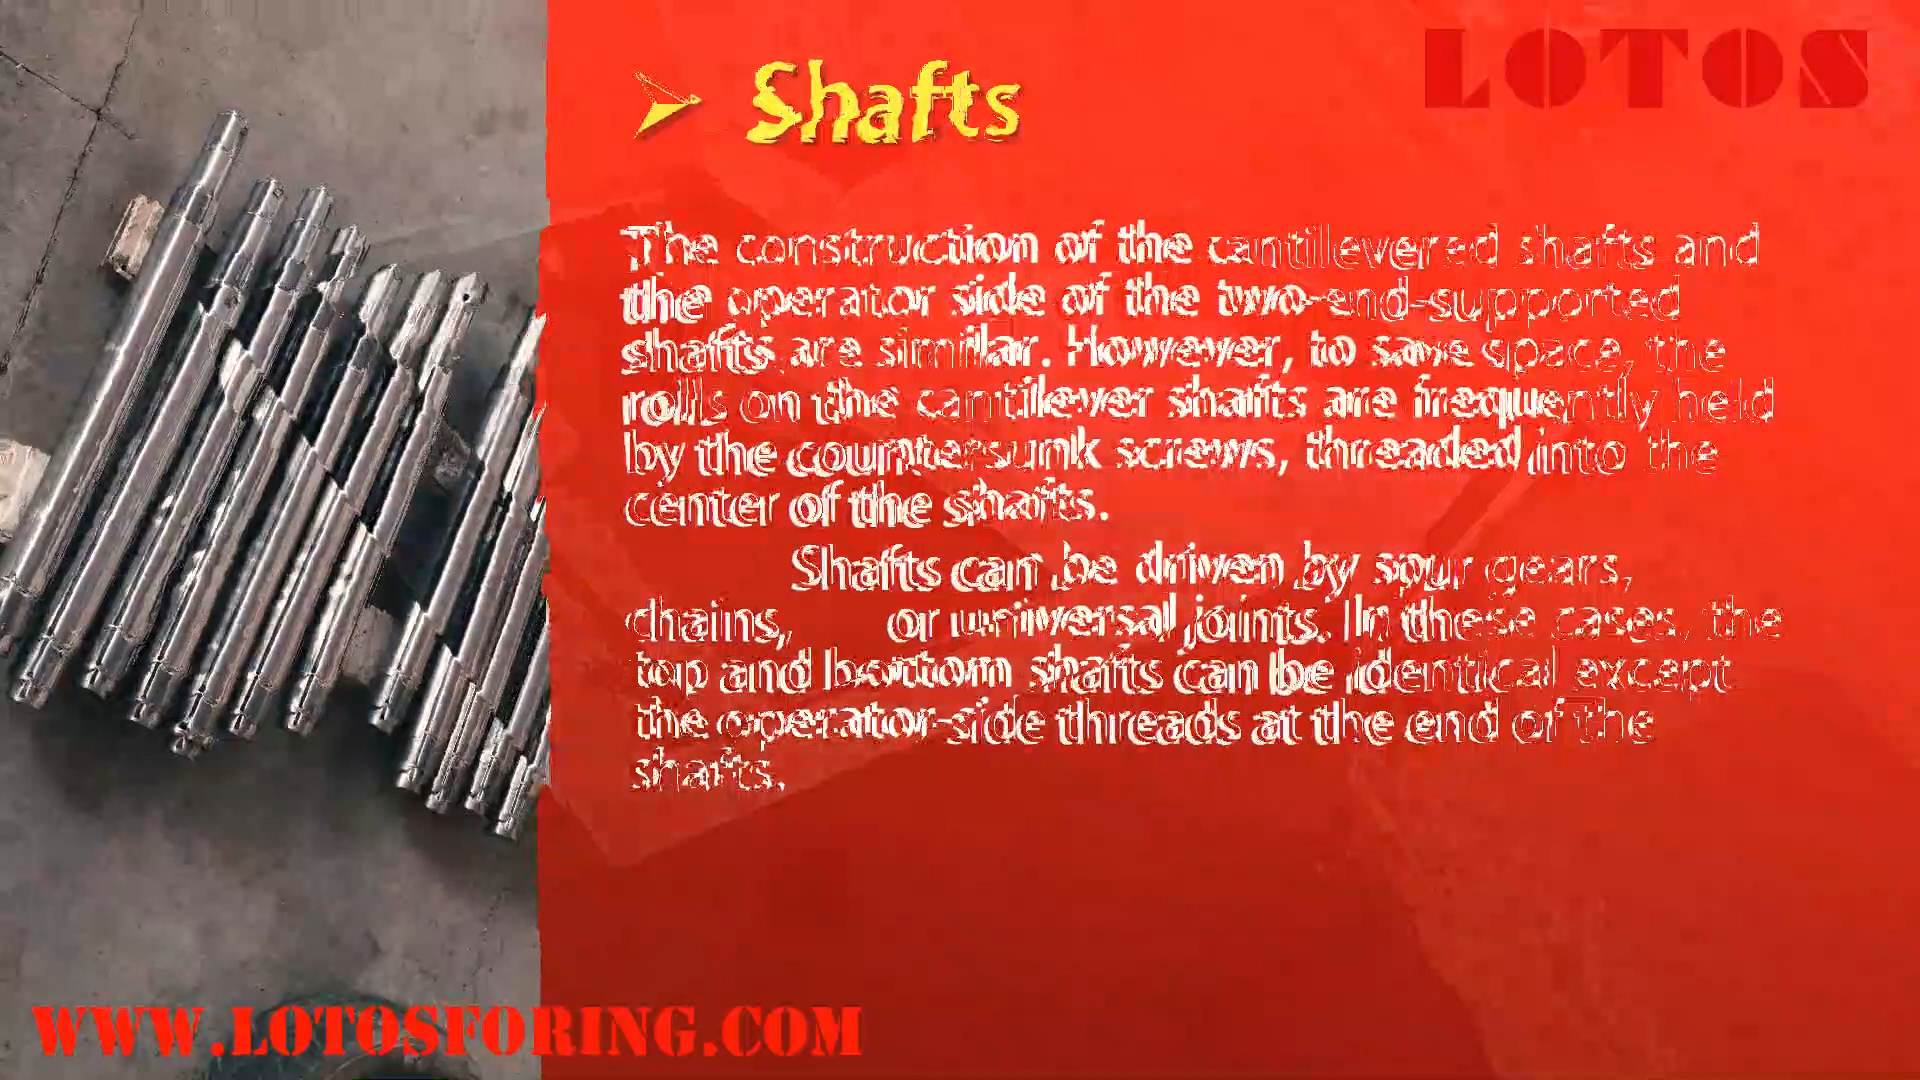 LOTOS
➤ Shafts
The construction of the cantilevered shafts and
the operator side of the two-end-supported
shafts are similar. However, to save space, the
rolls on the cantilever shafts are frequently held
by the countersunk screws, threaded into the
center of the shafts.
Shafts can be driven by spur gears,
chains, or universal joints. In these cases, the
top and bottom shafts can be identical except
the operator-side threads at the end of the
shafts.
WWW.LOTOSFORING.COM